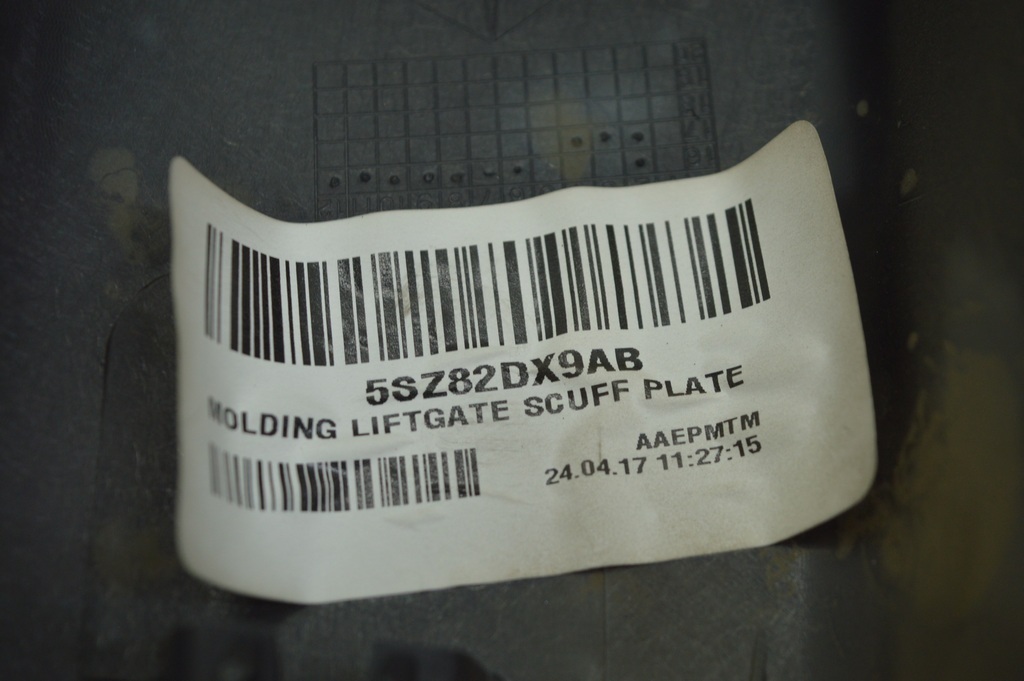 5SZ82DX9AB
MOLDING LIFTGATE SCUFF PLATE
AAEPMTM
24.04.17 11:27:15